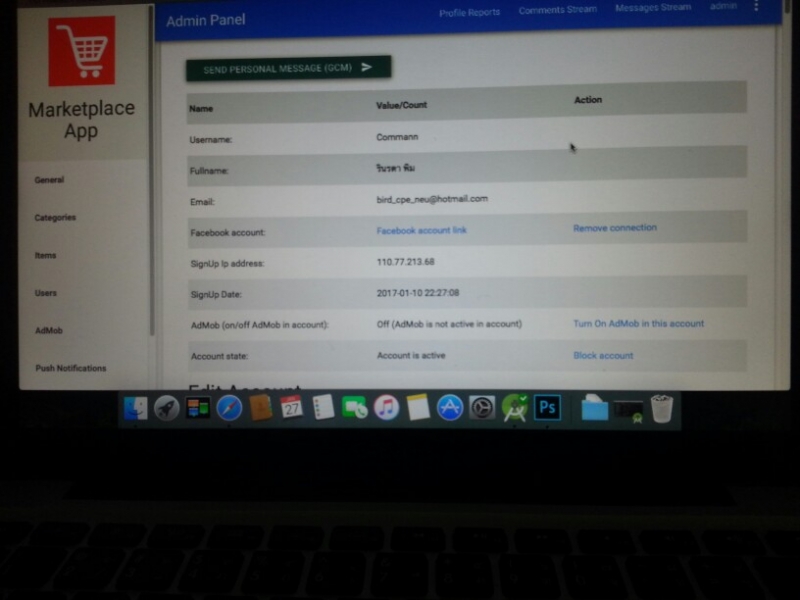 Admin Panel
Profile Reports
Comments Stream
Messages Stream
admin
Marketplace
App
General
Categories
Items
Users
AdMob
Push Notifications
SEND PERSONAL MESSAGE (GCM)
Name Value/Count Action
Username: Commann
Fullname: รินรดา พิม
Email: bird_cpe_neu@hotmail.com
Facebook account: Facebook account link Remove connection
SignUp Ip address: 110.77.213.68
SignUp Date: 2017-01-10 22:27:08
AdMob (on/off AdMob in account): Off (AdMob is not active in account) Turn On AdMob in this account
Account state: Account is active Block account
Edit Account
27
Ps